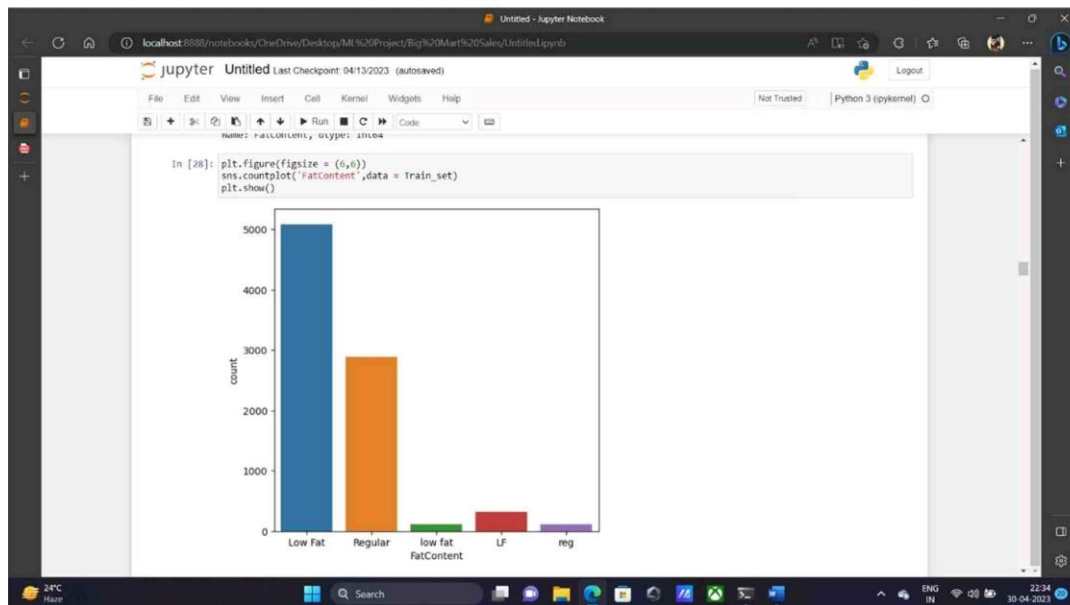 Untitled - Jupyter Notebook
localhost:8888/notebooks/OneDrive/Desktop/ML%20Project/Big%20Mart%20Sales/Untitled.ipynb
jupyter Untitled Last Checkpoint: 04/13/2023 (autosaved)
Logout
File Edit View Insert Cell Kernel Widgets Help
Not Trusted
Python 3 (ipykernel)
Run
Code
Name: FatContent, dtype: int64
In [28]: plt.figure(figsize = (6,6))
sns.countplot('FatContent',data = Train_set)
plt.show()
5000
4000
3000
2000
1000
0
count
Low Fat Regular low fat LF reg
FatContent
24°C
Haze
Search
ENG
IN
22:34
30-04-2023